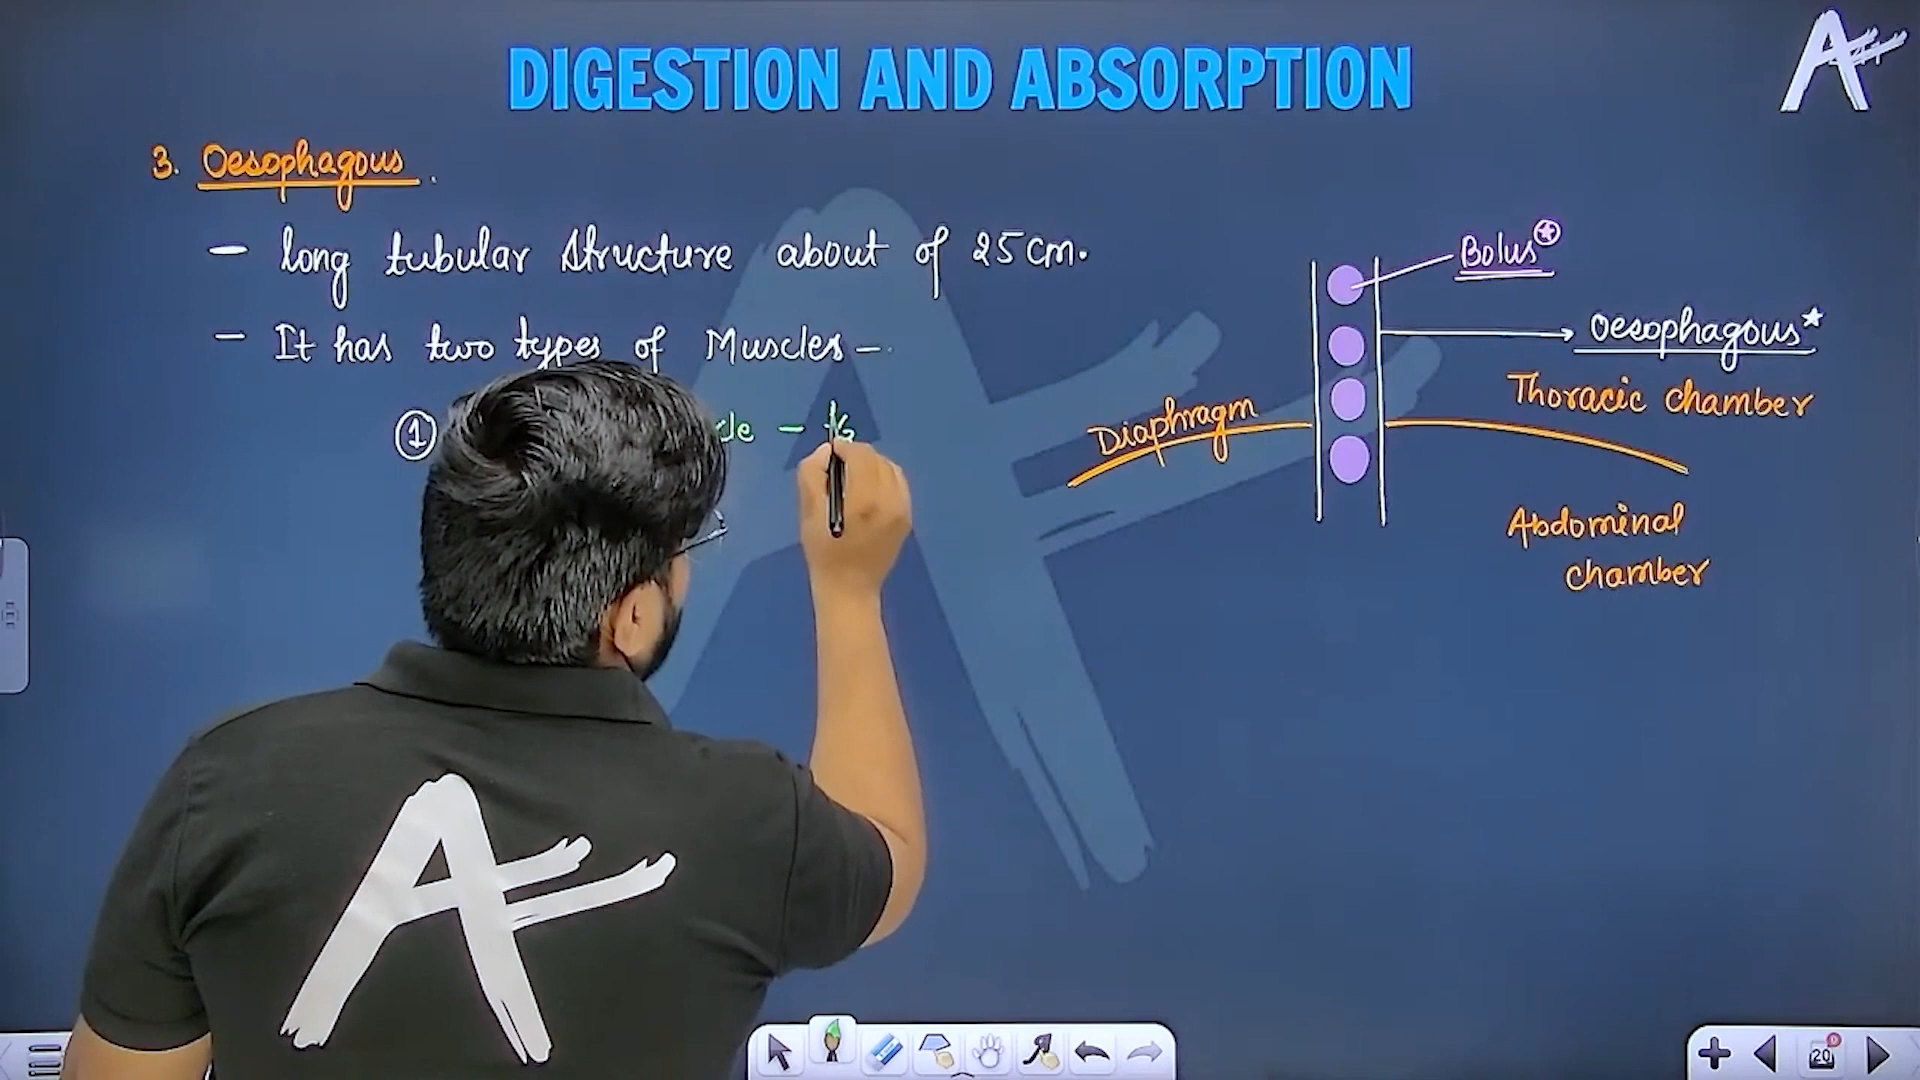 DIGESTION AND ABSORPTION
3. Oesophagous.
- long tubular structure about of 25 cm.
- It has two types of Muscles -
①
Bolus
Oesophagous*
Thoracic chamber
Diaphragm
Abdominal
chamber
20